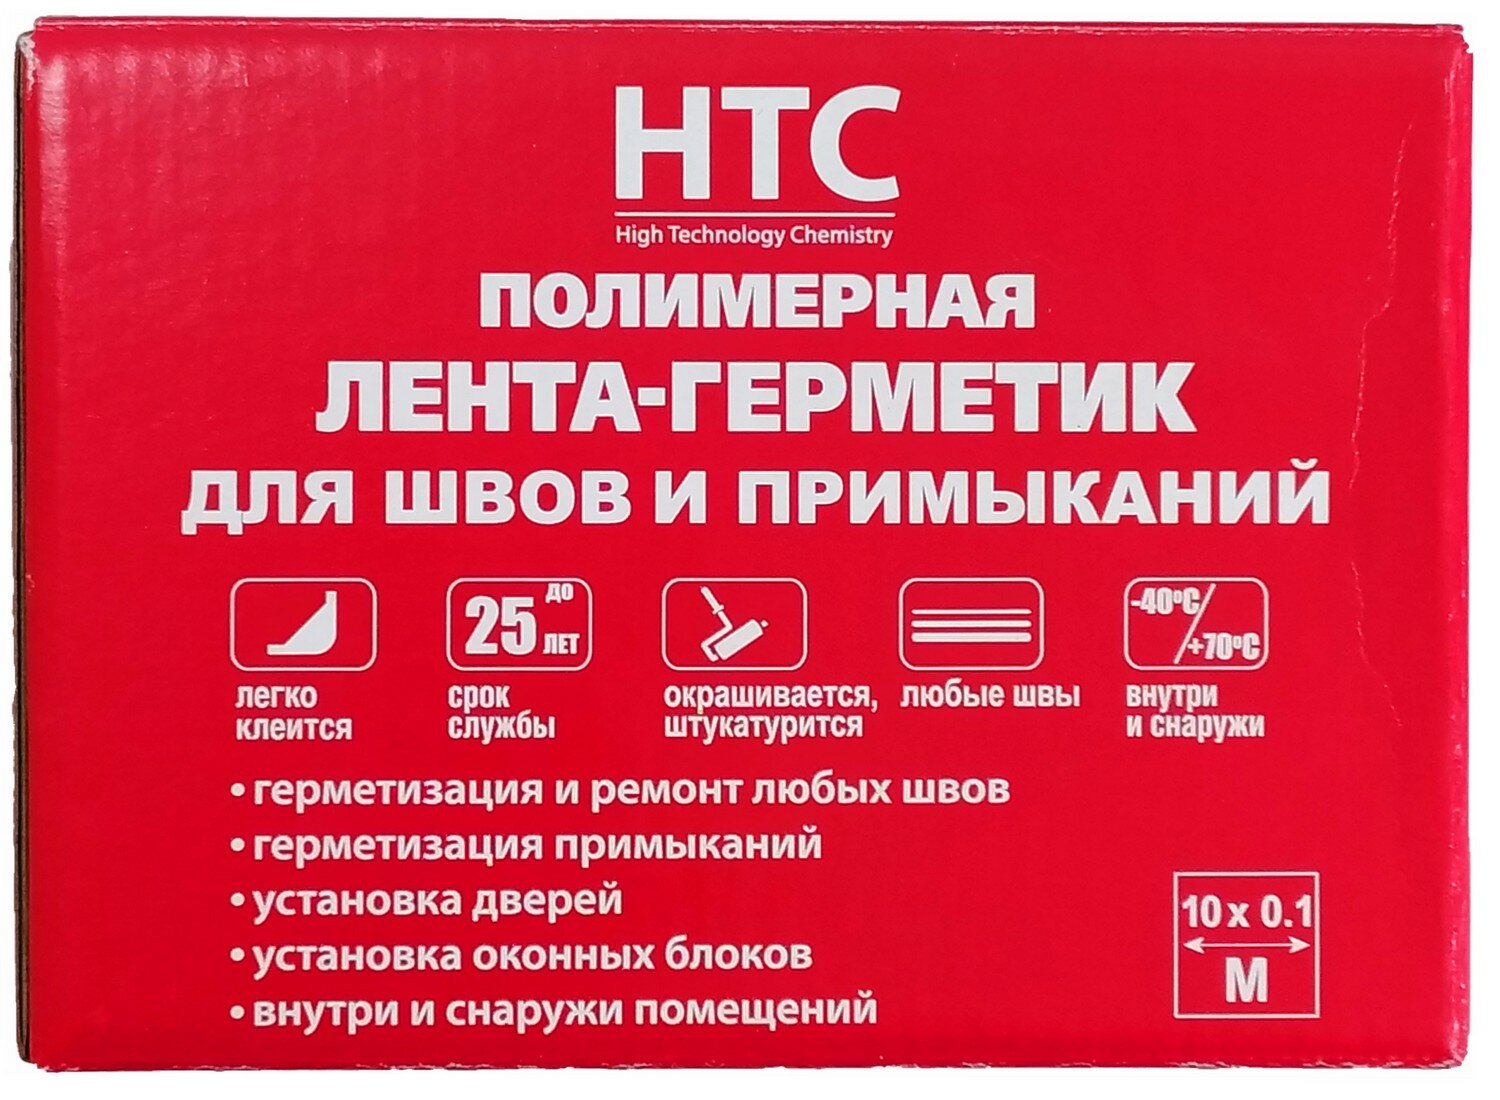 HTC
High Technology Chemistry
ПОЛИМЕРНАЯ
ЛЕНТА-ГЕРМЕТИК
ДЛЯ ШВОВ И ПРИМЫКАНИЙ
легко
клеится
25 до
лет
срок
службы
окрашивается,
штукатурится
любые швы
-40°C/
/+70°C
внутри
и снаружи
• герметизация и ремонт любых швов
• герметизация примыканий
• установка дверей
• установка оконных блоков
• внутри и снаружи помещений
10 x 0.1
М